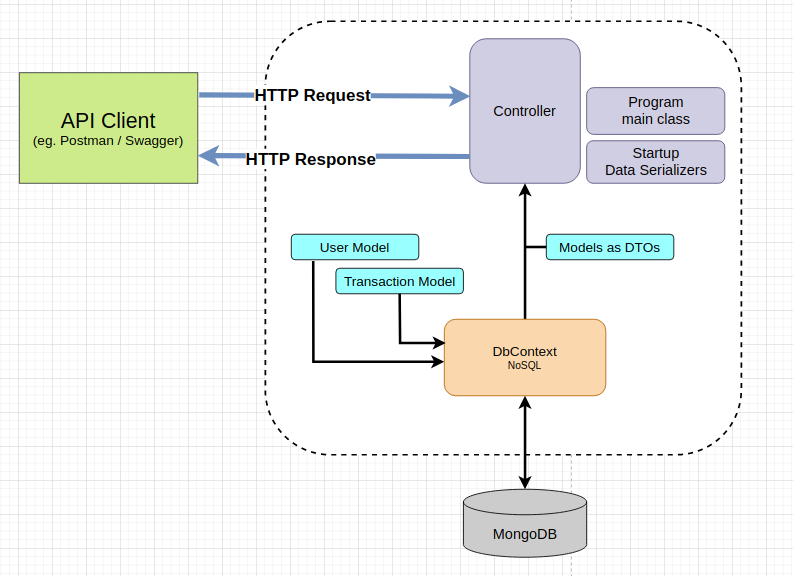 API Client
(eg. Postman / Swagger)
HTTP Request
HTTP Response
Controller
Program
main class
Startup
Data Serializers
User Model
Transaction Model
Models as DTOs
DbContext
NoSQL
MongoDB